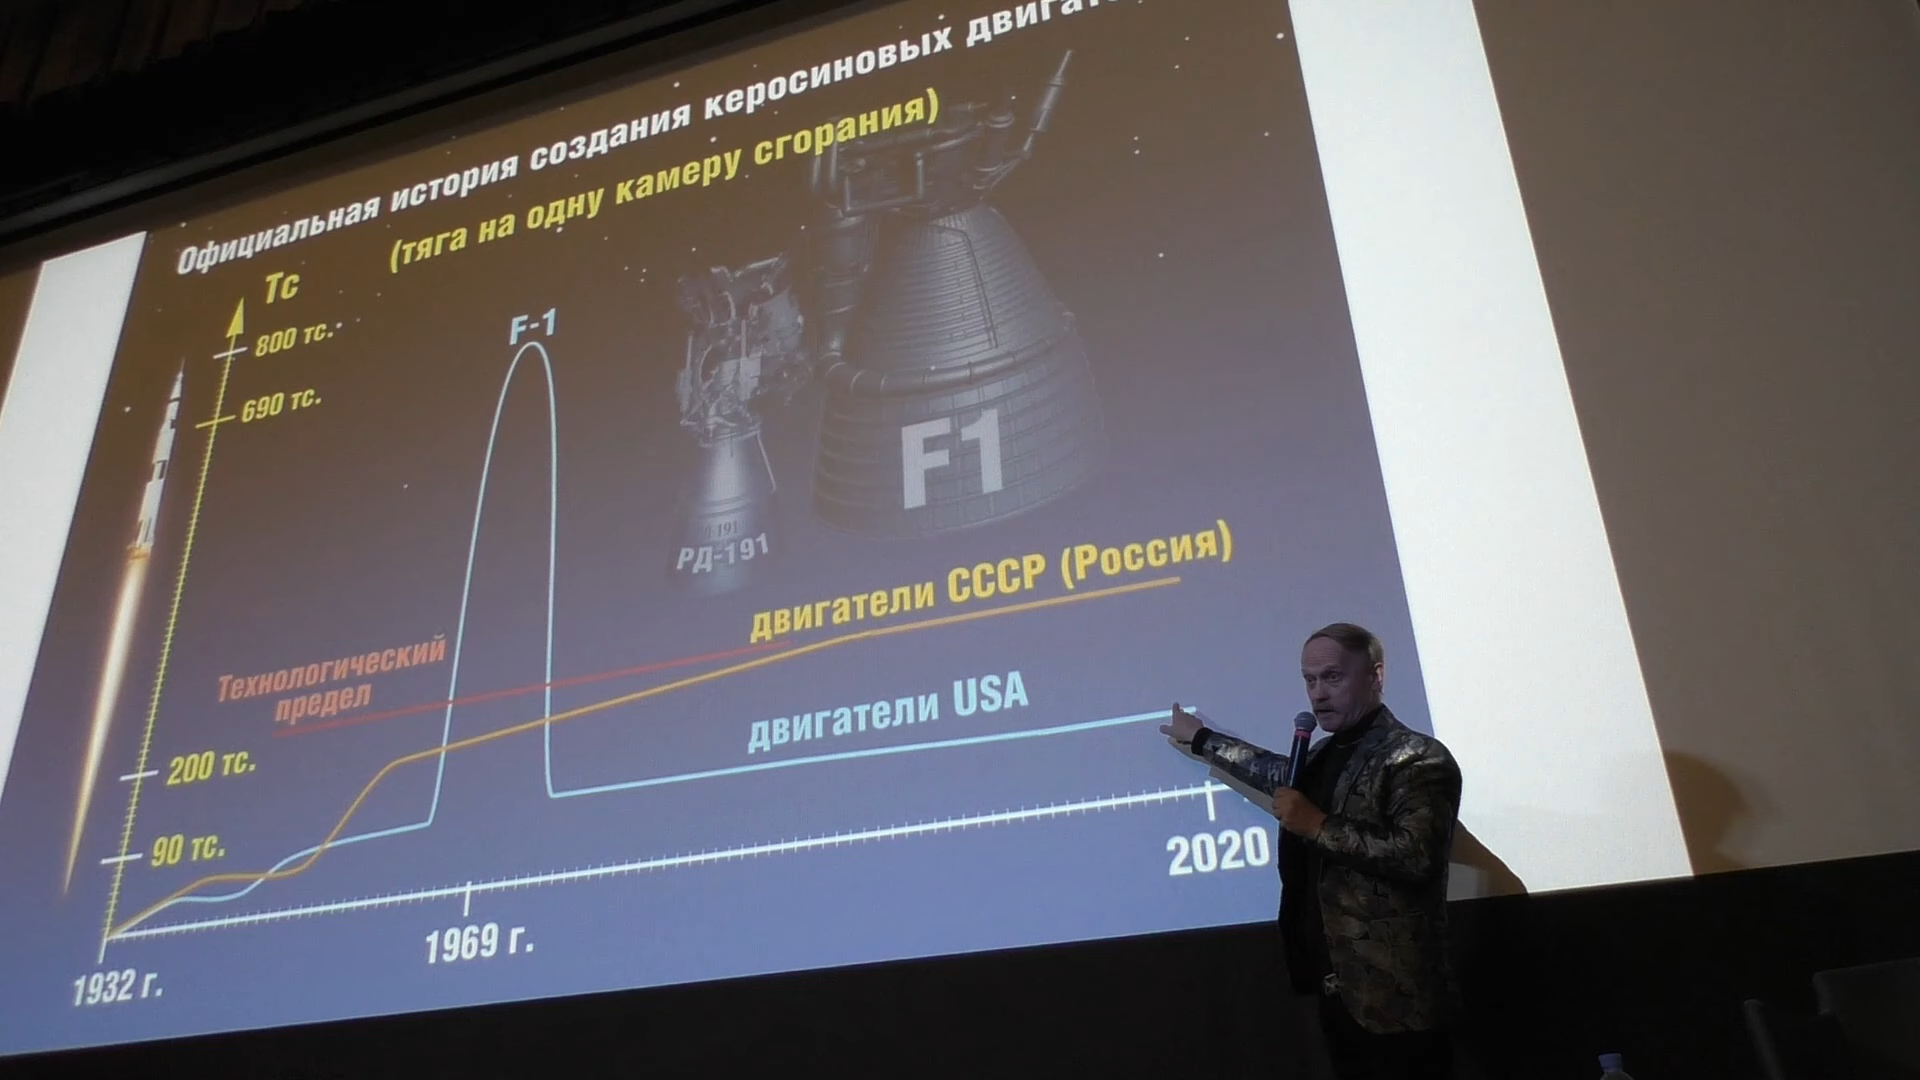 Официальная история создания керосиновых
(тяга на одну камеру сгорания)
Тс
800 тс.
690 тс.
F-1
F1
РД-191
двигатели СССР (Россия)
Технологический
предел
двигатели USA
200 тс.
90 тс.
2020
1969 г.
1932 г.